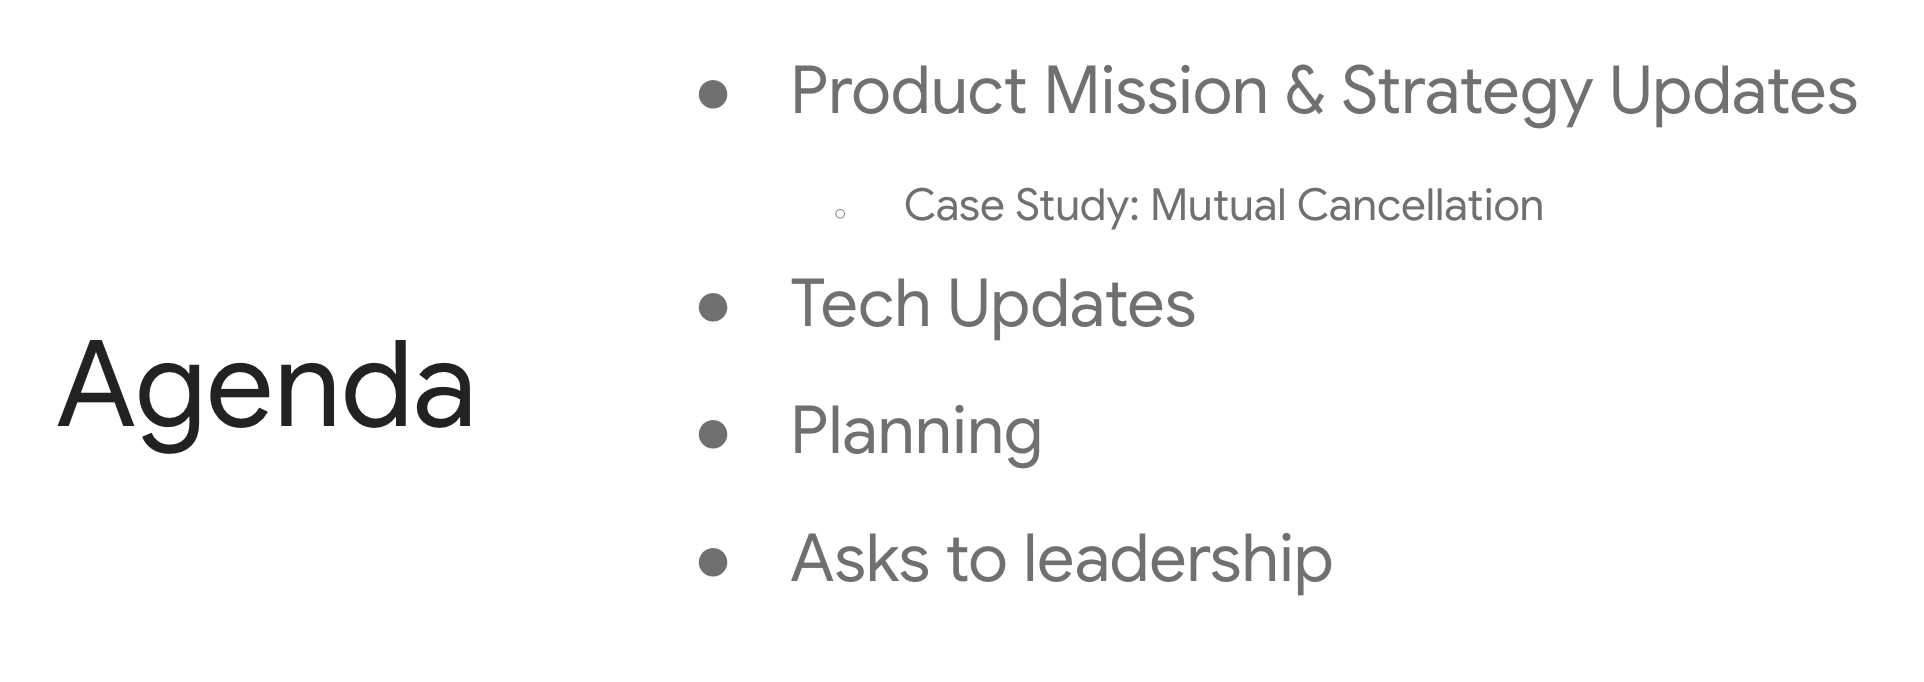 Agenda
Product Mission & Strategy Updates
Case Study: Mutual Cancellation
Tech Updates
Planning
Asks to leadership